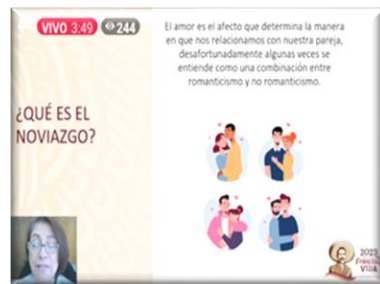 VIVO 3:49 244
El amor es el afecto que determina la manera
en que nos relacionamos con nuestra pareja,
desafortunadamente algunas veces se
entiende como una combinación entre
romanticismo y no romanticismo.
¿QUÉ ES EL
NOVIAZGO?
2023
Francisco
VILLA